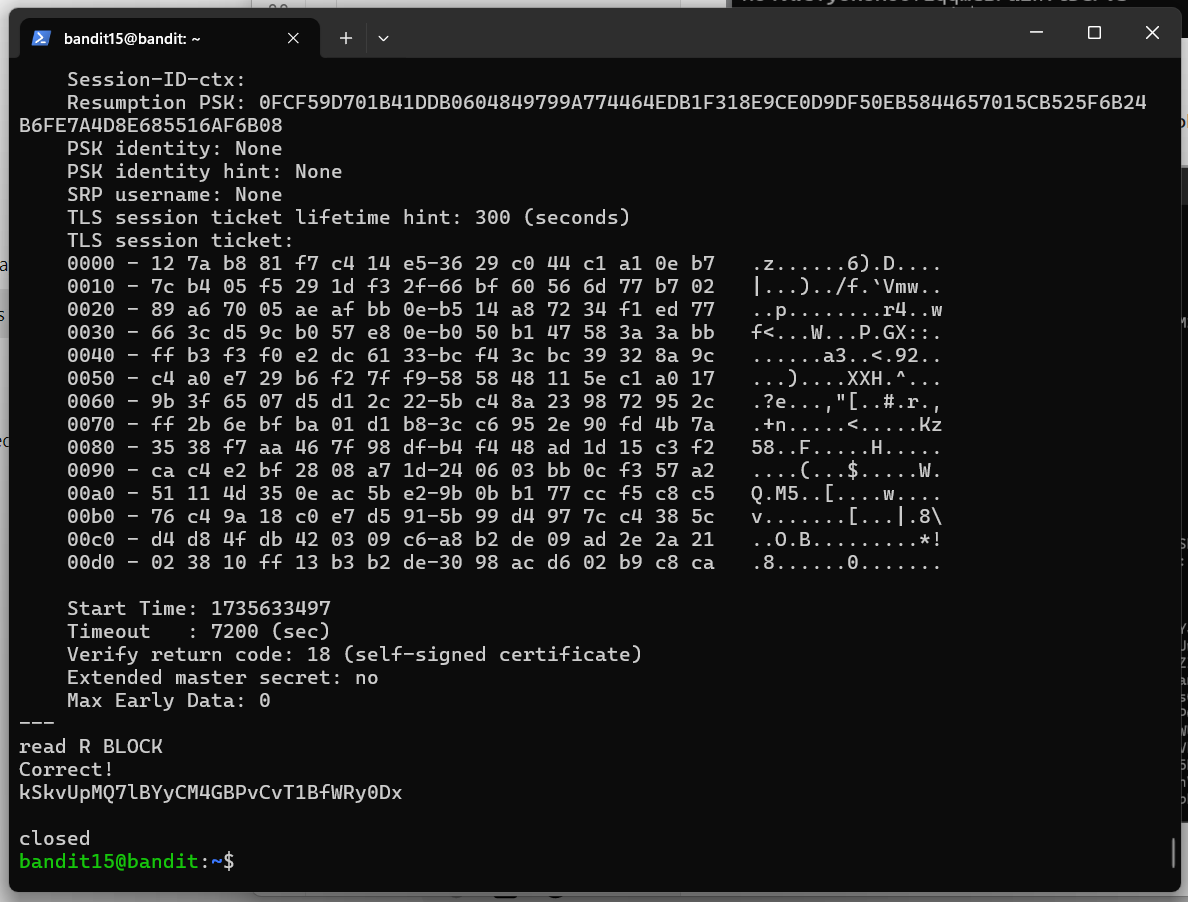 bandit15@bandit: ~
Session-ID-ctx:
Resumption PSK: 0FCF59D701B41DDB0604849799A774464EDB1F318E9CE0D9DF50EB5844657015CB525F6B24
B6FE7A4D8E685516AF6B08
PSK identity: None
PSK identity hint: None
SRP username: None
TLS session ticket lifetime hint: 300 (seconds)
TLS session ticket:
0000 - 12 7a b8 81 f7 c4 14 e5-36 29 c0 44 c1 a1 0e b7   .z......6).D....
0010 - 7c b4 05 f5 29 1d f3 2f-66 bf 60 56 6d 77 b7 02   |...)../f.`Vmw..
0020 - 89 a6 70 05 ae af bb 0e-b5 14 a8 72 34 f1 ed 77   ..p........r4..w
0030 - 66 3c d5 9c b0 57 e8 0e-b0 50 b1 47 58 3a 3a bb   f<...W...P.GX::.
0040 - ff b3 f3 f0 e2 dc 61 33-bc f4 3c bc 39 32 8a 9c   ......a3..<.92..
0050 - c4 a0 e7 29 b6 f2 7f f9-58 58 48 11 5e c1 a0 17   ...)....XXH.^...
0060 - 9b 3f 65 07 d5 d1 2c 22-5b c4 8a 23 98 72 95 2c   .?e...,"[..#.r.,
0070 - ff 2b 6e bf ba 01 d1 b8-3c c6 95 2e 90 fd 4b 7a   .+n.....<.....Kz
0080 - 35 38 f7 aa 46 7f 98 df-b4 f4 48 ad 1d 15 c3 f2   58..F.....H.....
0090 - ca c4 e2 bf 28 08 a7 1d-24 06 03 bb 0c f3 57 a2   ....(...$.....W.
00a0 - 51 11 4d 35 0e ac 5b e2-9b 0b b1 77 cc f5 c8 c5   Q.M5..[....w....
00b0 - 76 c4 9a 18 c0 e7 d5 91-5b 99 d4 97 7c c4 38 5c   v.......[...|.8\
00c0 - d4 d8 4f db 42 03 09 c6-a8 b2 de 09 ad 2e 2a 21   ..O.B.........*!
00d0 - 02 38 10 ff 13 b3 b2 de-30 98 ac d6 02 b9 c8 ca   .8......0.......
Start Time: 1735633497
Timeout   : 7200 (sec)
Verify return code: 18 (self-signed certificate)
Extended master secret: no
Max Early Data: 0
---
read R BLOCK
Correct!
kSkvUpMQ7lBYyCM4GBPvCvT1BfWRy0Dx
closed
bandit15@bandit:~$